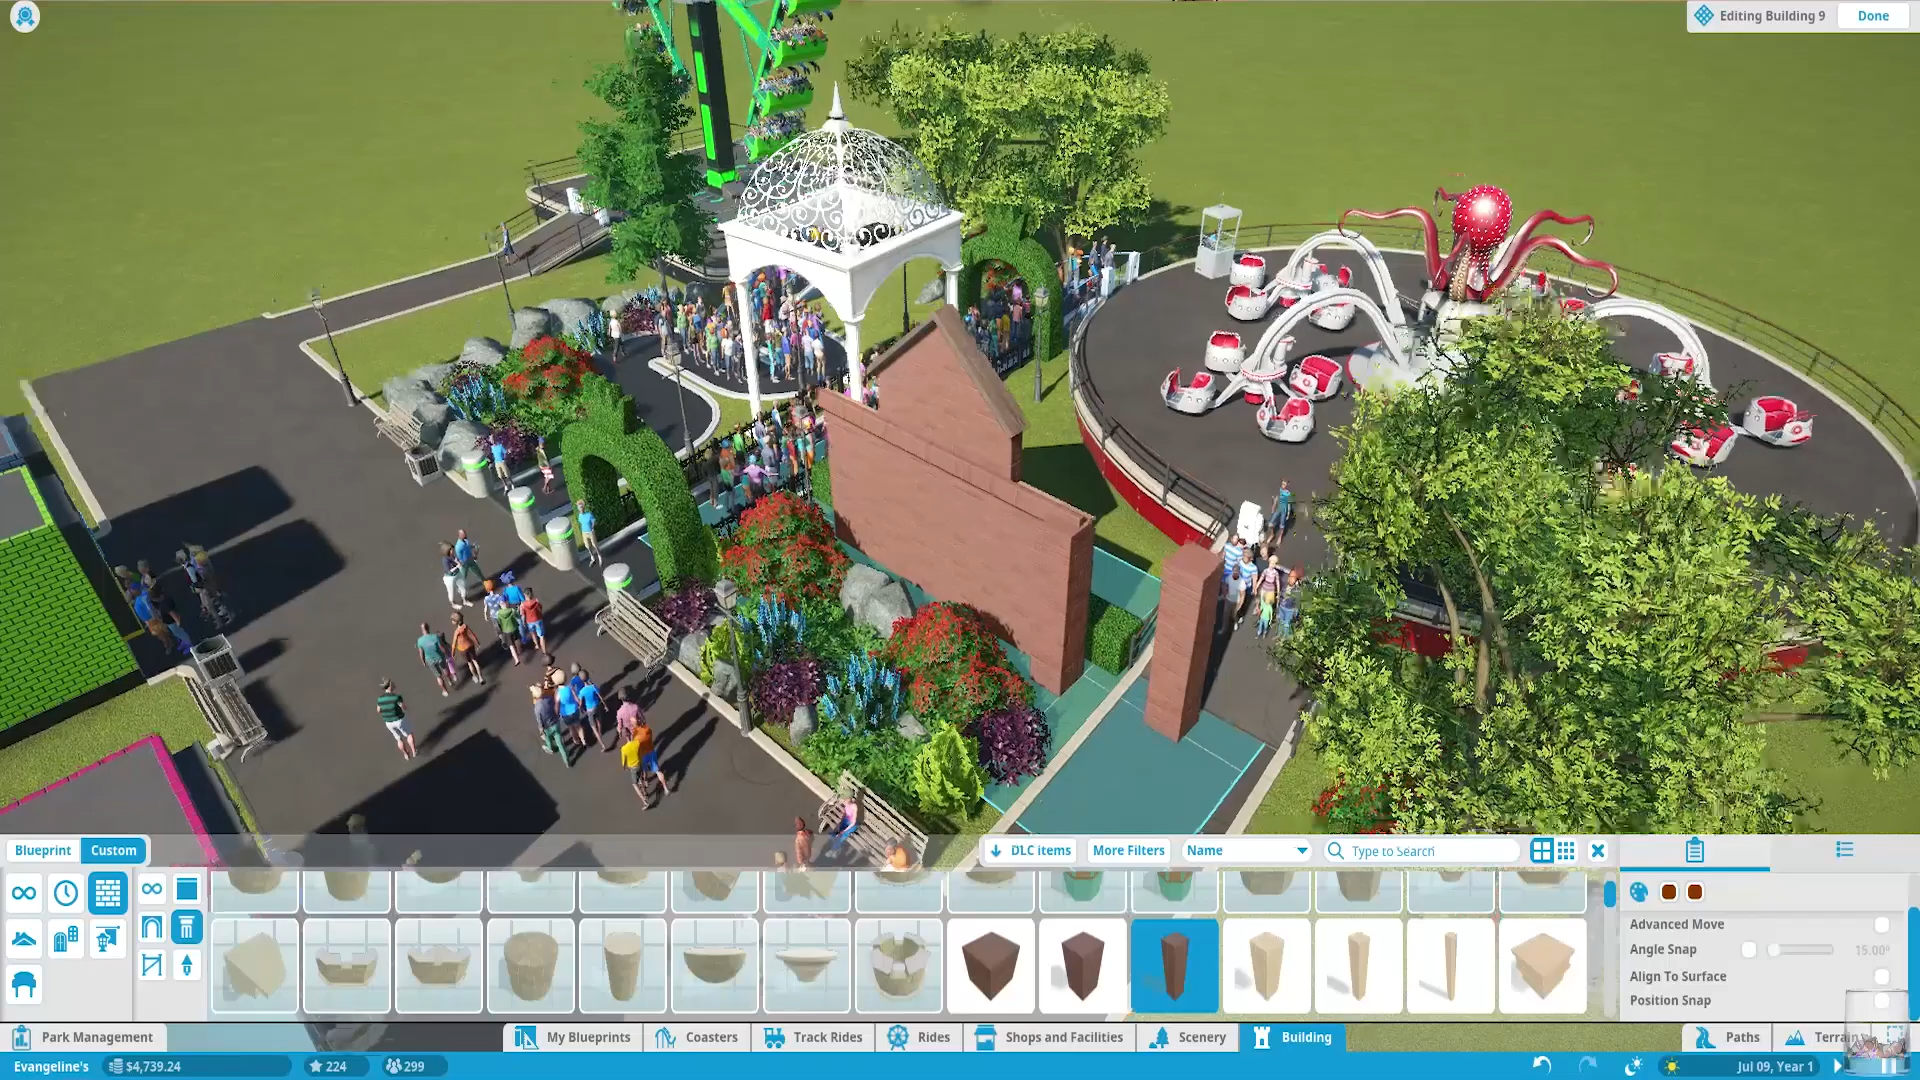 Editing Building 9
Done
Blueprint
Custom
DLC items
More Filters
Name
Type to Search
Advanced Move
Angle Snap
15.00°
Align To Surface
Position Snap
Park Management
My Blueprints
Coasters
Track Rides
Rides
Shops and Facilities
Scenery
Building
Paths
Terrain
Evangeline's
$4,739.24
224
299
Jul 09, Year 1